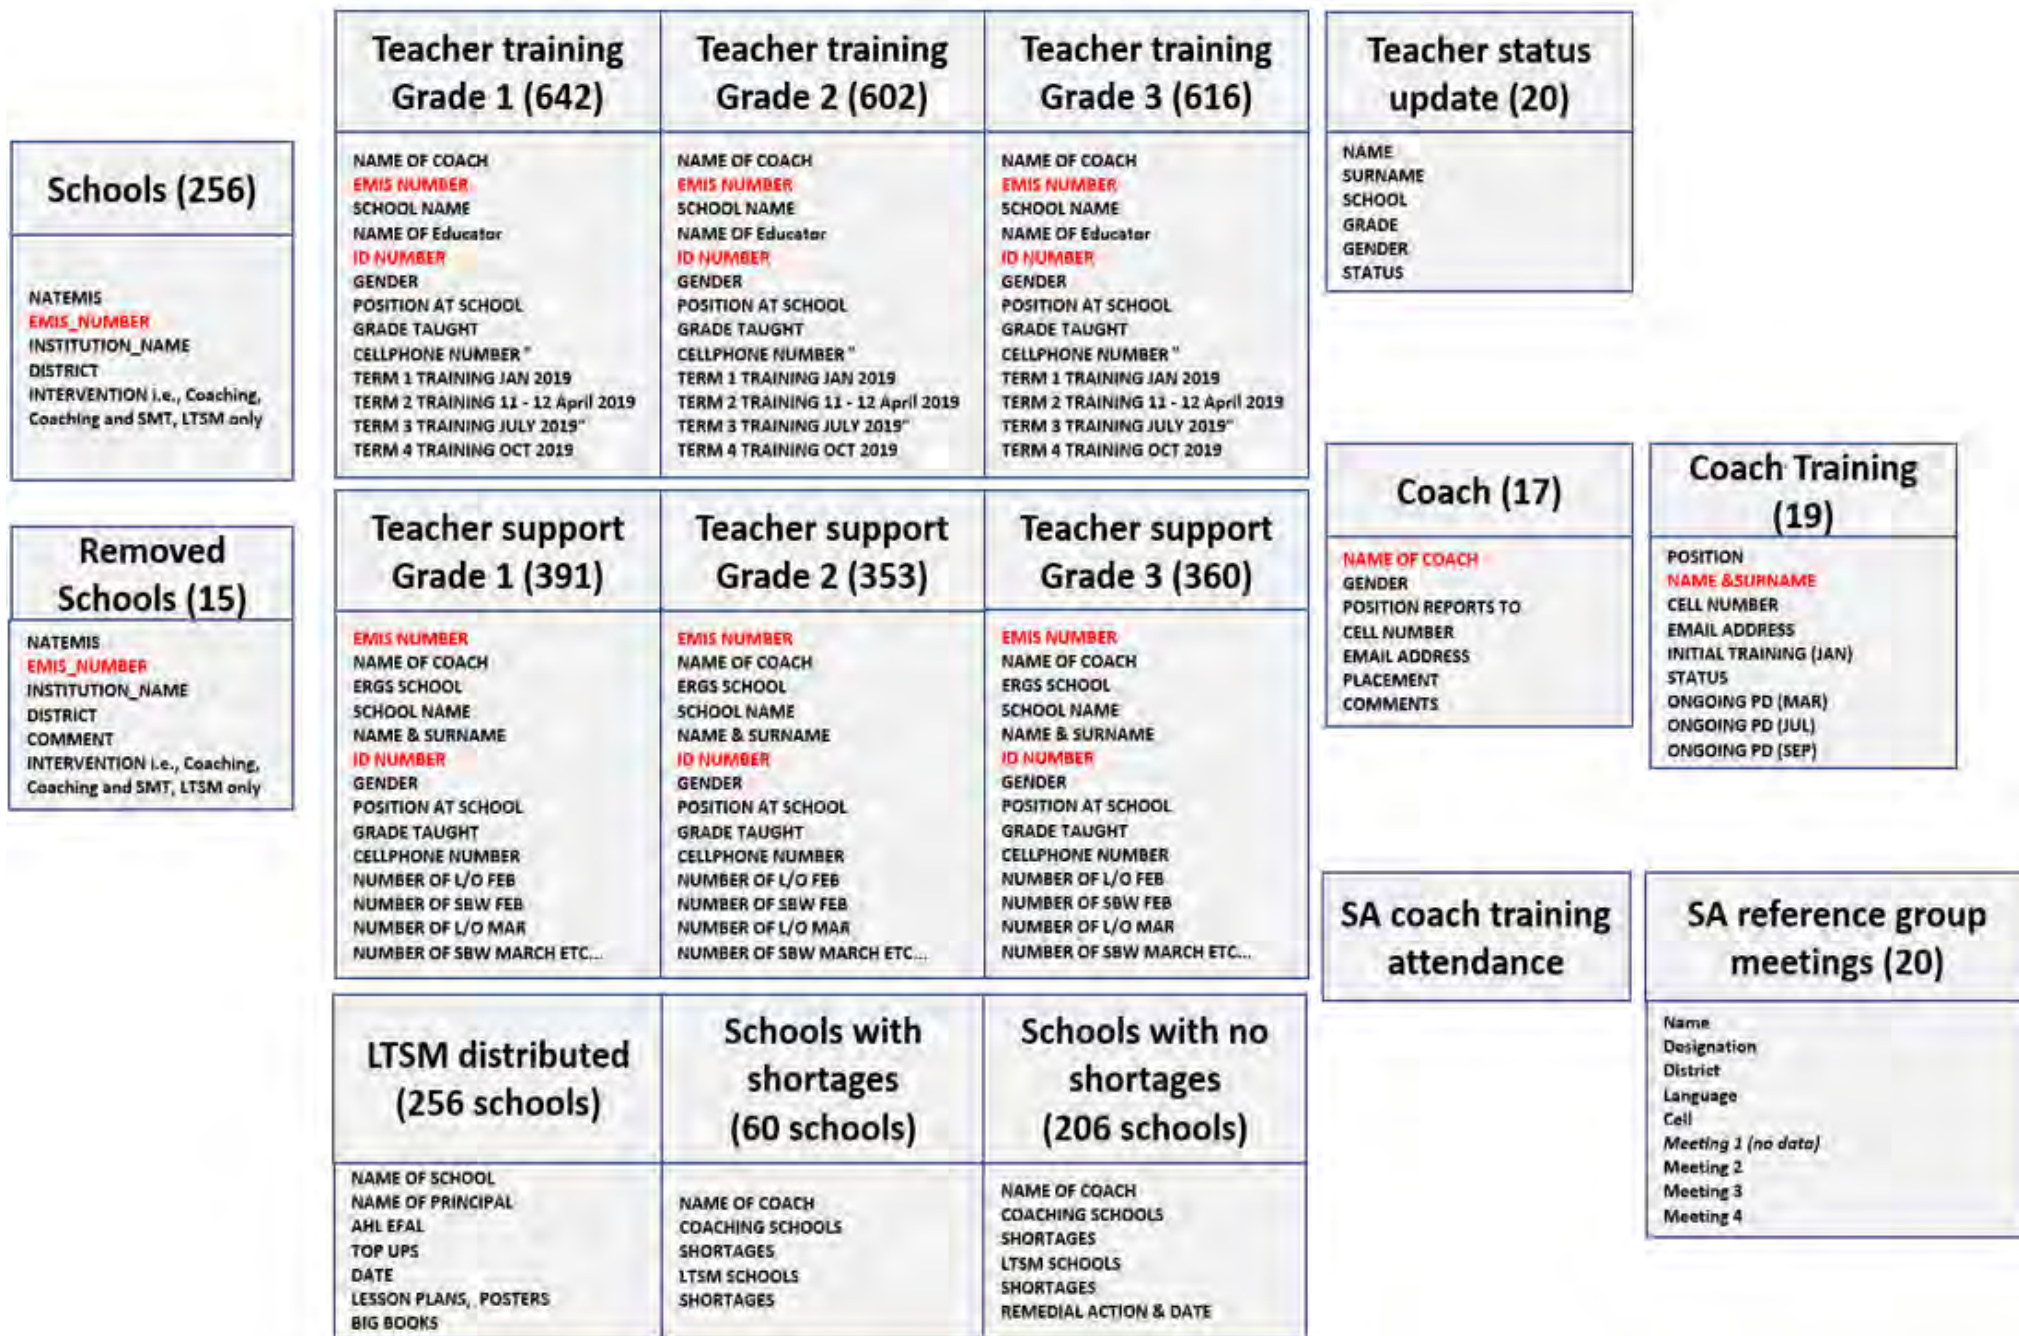 Schools (256)
NATEMIS
EMIS_NUMBER
INSTITUTION_NAME
DISTRICT
INTERVENTION i.e., Coaching,
Coaching and SMT, LTSM only
Removed
Schools (15)
NATEMIS
EMIS_NUMBER
INSTITUTION_NAME
DISTRICT
COMMENT
INTERVENTION i.e., Coaching,
Coaching and SMT, LTSM only
Teacher training
Grade 1 (642)
NAME OF COACH
EMIS NUMBER
SCHOOL NAME
NAME OF Educator
ID NUMBER
GENDER
POSITION AT SCHOOL
GRADE TAUGHT
CELLPHONE NUMBER "
TERM 1 TRAINING JAN 2019
TERM 2 TRAINING 11 - 12 April 2019
TERM 3 TRAINING JULY 2019"
TERM 4 TRAINING OCT 2019
Teacher training
Grade 2 (602)
NAME OF COACH
EMIS NUMBER
SCHOOL NAME
NAME OF Educator
ID NUMBER
GENDER
POSITION AT SCHOOL
GRADE TAUGHT
CELLPHONE NUMBER "
TERM 1 TRAINING JAN 2019
TERM 2 TRAINING 11 - 12 April 2019
TERM 3 TRAINING JULY 2019"
TERM 4 TRAINING OCT 2019
Teacher training
Grade 3 (616)
NAME OF COACH
EMIS NUMBER
SCHOOL NAME
NAME OF Educator
ID NUMBER
GENDER
POSITION AT SCHOOL
GRADE TAUGHT
CELLPHONE NUMBER "
TERM 1 TRAINING JAN 2019
TERM 2 TRAINING 11 - 12 April 2019
TERM 3 TRAINING JULY 2019"
TERM 4 TRAINING OCT 2019
Teacher status
update (20)
NAME
SURNAME
SCHOOL
GRADE
GENDER
STATUS
Teacher support
Grade 1 (391)
EMIS NUMBER
NAME OF COACH
ERGS SCHOOL
SCHOOL NAME
NAME & SURNAME
ID NUMBER
GENDER
POSITION AT SCHOOL
GRADE TAUGHT
CELLPHONE NUMBER
NUMBER OF L/O FEB
NUMBER OF SBW FEB
NUMBER OF L/O MAR
NUMBER OF SBW MARCH ETC...
Teacher support
Grade 2 (353)
EMIS NUMBER
NAME OF COACH
ERGS SCHOOL
SCHOOL NAME
NAME & SURNAME
ID NUMBER
GENDER
POSITION AT SCHOOL
GRADE TAUGHT
CELLPHONE NUMBER
NUMBER OF L/O FEB
NUMBER OF SBW FEB
NUMBER OF L/O MAR
NUMBER OF SBW MARCH ETC...
Teacher support
Grade 3 (360)
EMIS NUMBER
NAME OF COACH
ERGS SCHOOL
SCHOOL NAME
NAME & SURNAME
ID NUMBER
GENDER
POSITION AT SCHOOL
GRADE TAUGHT
CELLPHONE NUMBER
NUMBER OF L/O FEB
NUMBER OF SBW FEB
NUMBER OF L/O MAR
NUMBER OF SBW MARCH ETC...
Coach (17)
NAME OF COACH
GENDER
POSITION REPORTS TO
CELL NUMBER
EMAIL ADDRESS
PLACEMENT
COMMENTS
Coach Training
(19)
POSITION
NAME &SURNAME
CELL NUMBER
EMAIL ADDRESS
INITIAL TRAINING (JAN)
STATUS
ONGOING PD (MAR)
ONGOING PD (JUL)
ONGOING PD (SEP)
LTSM distributed
(256 schools)
NAME OF SCHOOL
NAME OF PRINCIPAL
AHL EFAL
TOP UPS
DATE
LESSON PLANS, POSTERS
BIG BOOKS
Schools with
shortages
(60 schools)
NAME OF COACH
COACHING SCHOOLS
SHORTAGES
LTSM SCHOOLS
SHORTAGES
Schools with no
shortages
(206 schools)
NAME OF COACH
COACHING SCHOOLS
SHORTAGES
LTSM SCHOOLS
SHORTAGES
REMEDIAL ACTION & DATE
SA coach training
attendance
SA reference group
meetings (20)
Name
Designation
District
Language
Cell
Meeting 1 (no data)
Meeting 2
Meeting 3
Meeting 4